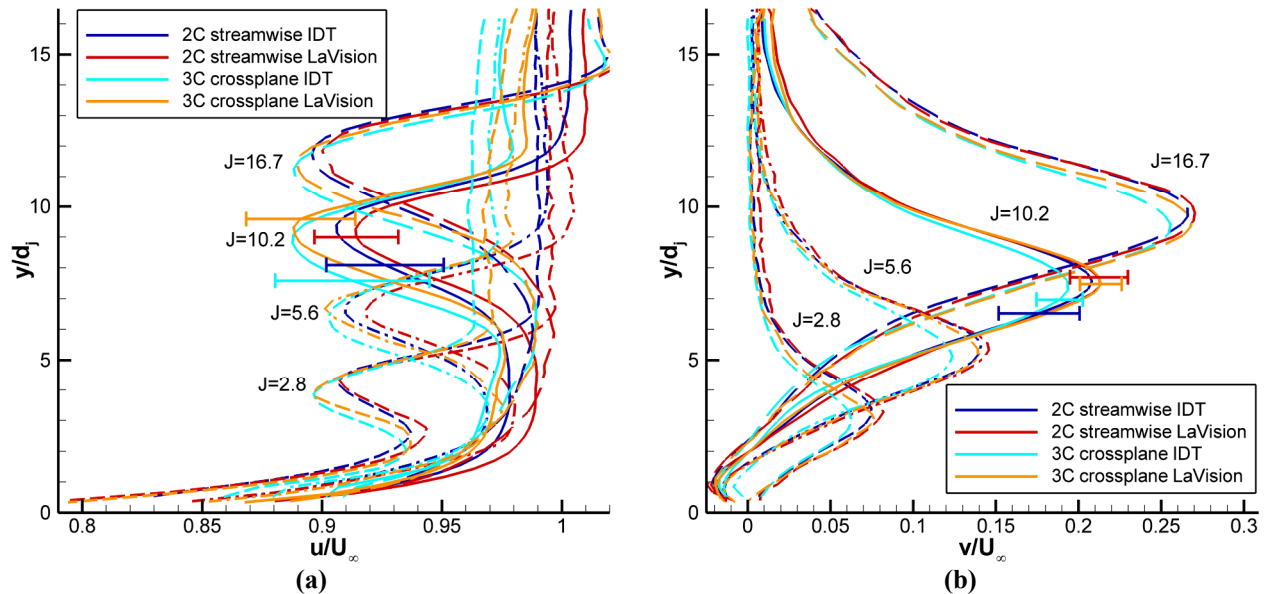 2C streamwise IDT
2C streamwise LaVision
3C crossplane IDT
3C crossplane LaVision
J=16.7
J=10.2
J=5.6
J=2.8
y/dj
15
10
5
0
0.8
0.85
0.9
0.95
1
u/U∞
(a)
J=16.7
J=10.2
J=5.6
J=2.8
2C streamwise IDT
2C streamwise LaVision
3C crossplane IDT
3C crossplane LaVision
y/dj
15
10
5
0
0
0.05
0.1
0.15
0.2
0.25
0.3
v/U∞
(b)